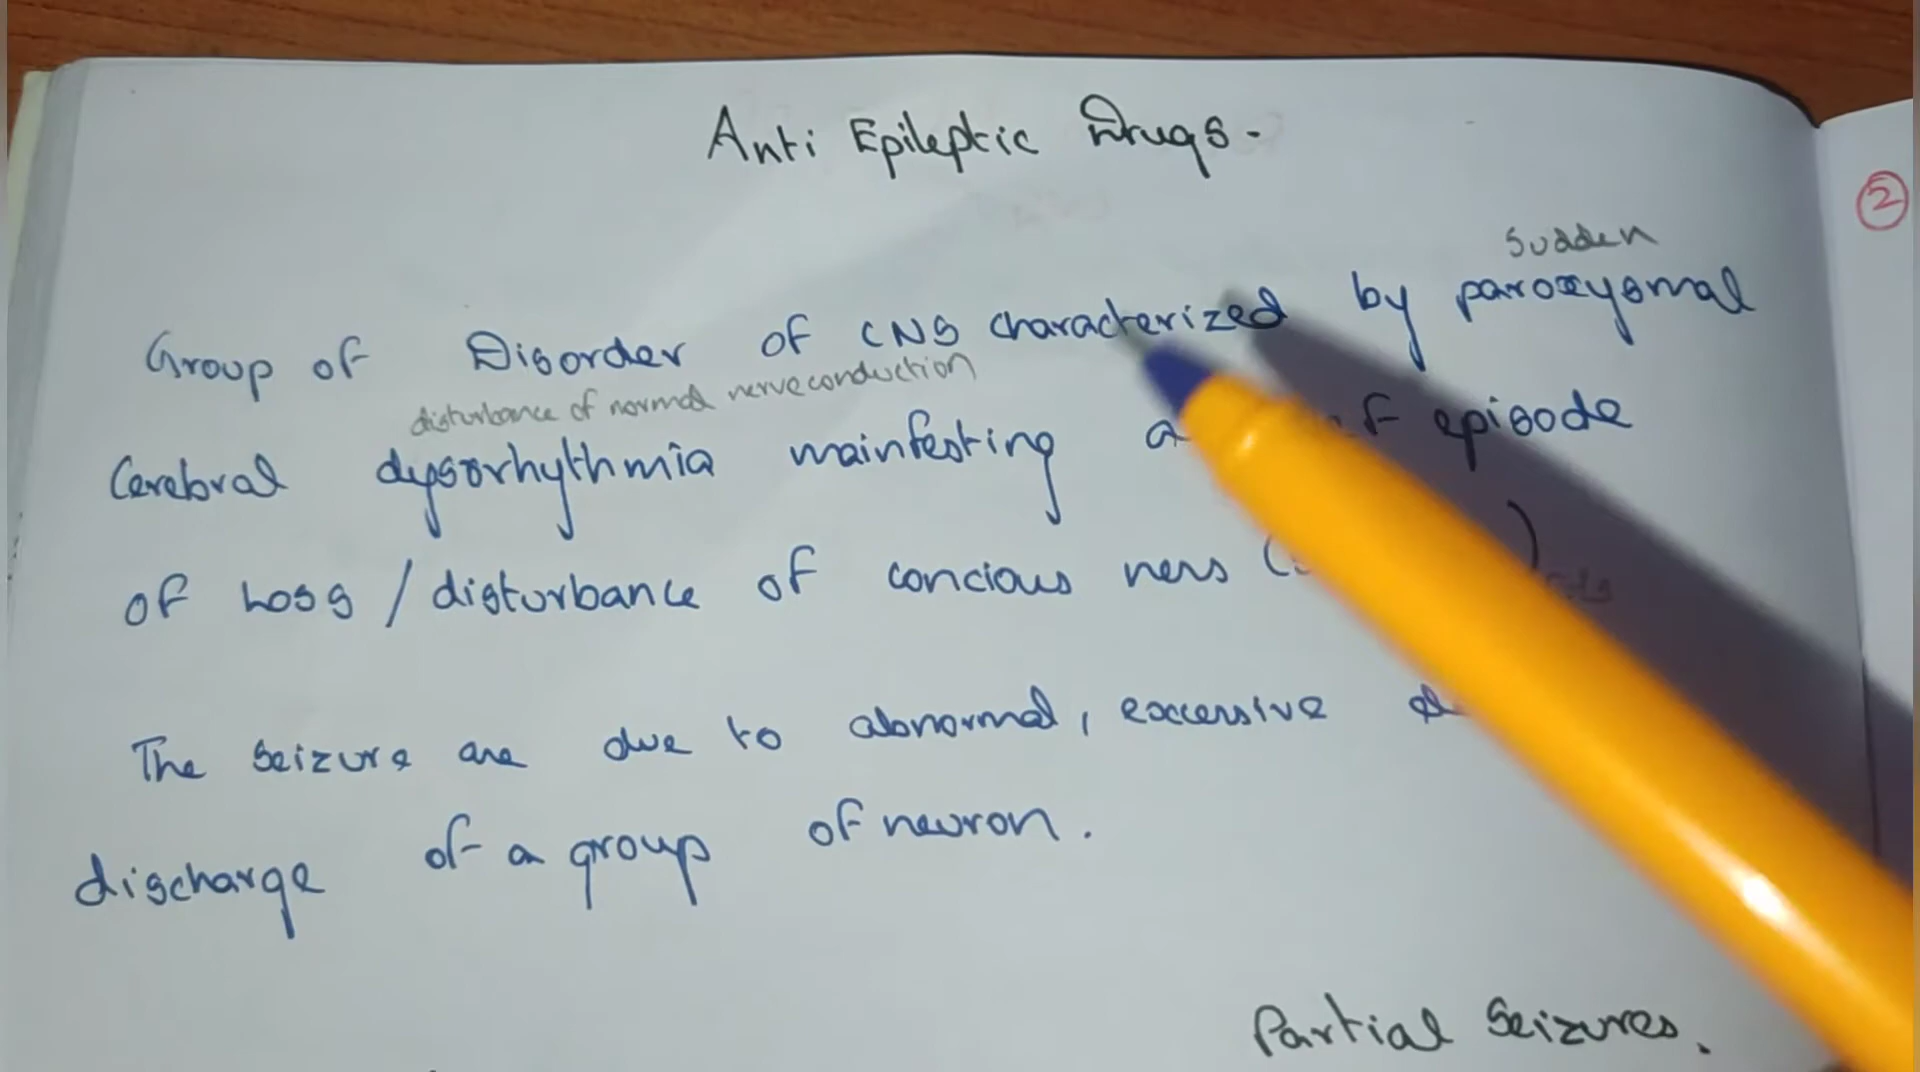 Anti Epileptic Drugs.
2
sudden
Group of Disorder of CNS characterized by paroxysmal
disturbance of normal nerve conduction
Cerebral dyssrhythmia mainfesting episode
of Loss / disturbance of concious ness (
The seizure are due to abnormal, excessive
discharge of a group of neuron.
Partial Seizures.